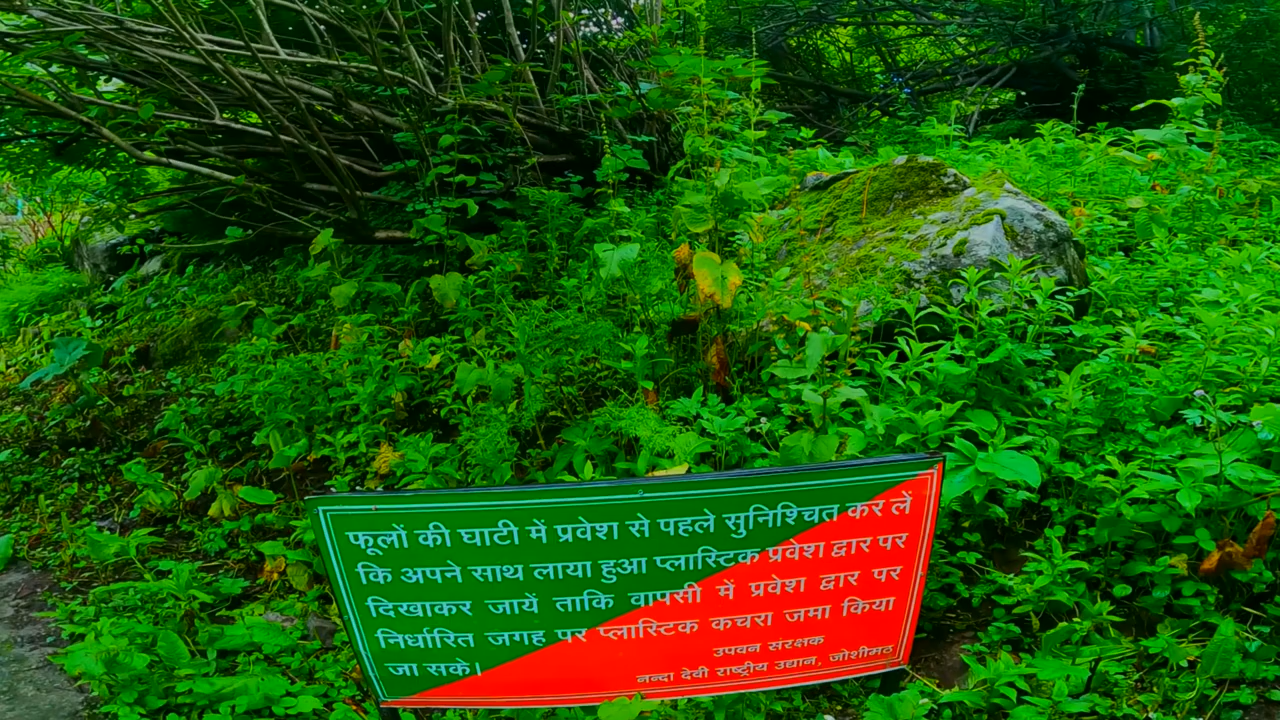 फूलों की घाटी में प्रवेश से पहले सुनिश्चित कर लें
कि अपने साथ लाया हुआ प्लास्टिक प्रवेश द्वार पर
दिखाकर जायें ताकि वापसी में प्रवेश द्वार पर
निर्धारित जगह पर प्लास्टिक कचरा जमा किया
जा सके।
उपवन संरक्षक
नन्दा देवी राष्ट्रीय उद्यान, जोशीमठ